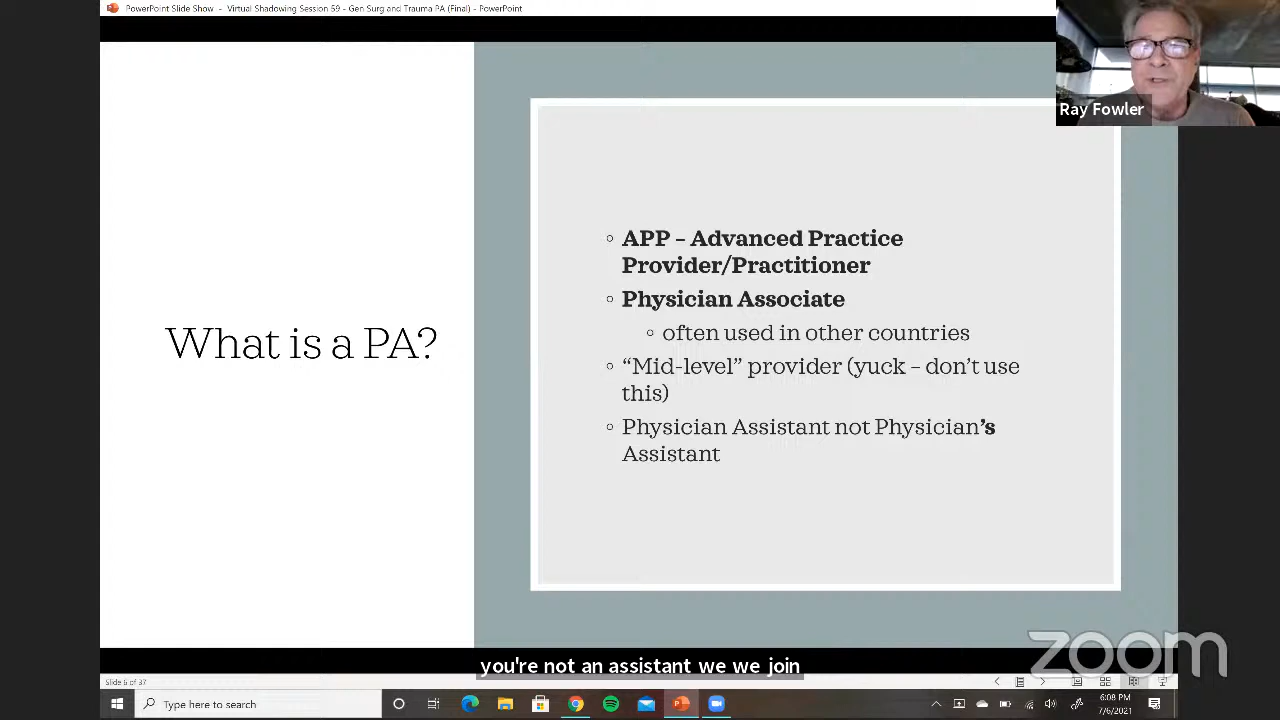 PowerPoint Slide Show - Virtual Shadowing Session 59 - Gen Surg and Trauma PA (Final) - PowerPoint
Ray Fowler
What is a PA?
APP – Advanced Practice
Provider/Practitioner
Physician Associate
often used in other countries
“Mid-level” provider (yuck – don’t use
this)
Physician Assistant not Physician’s
Assistant
zoom
you're not an assistant we we join
Slide 6 of 37
Type here to search
6:08 PM
7/6/2021